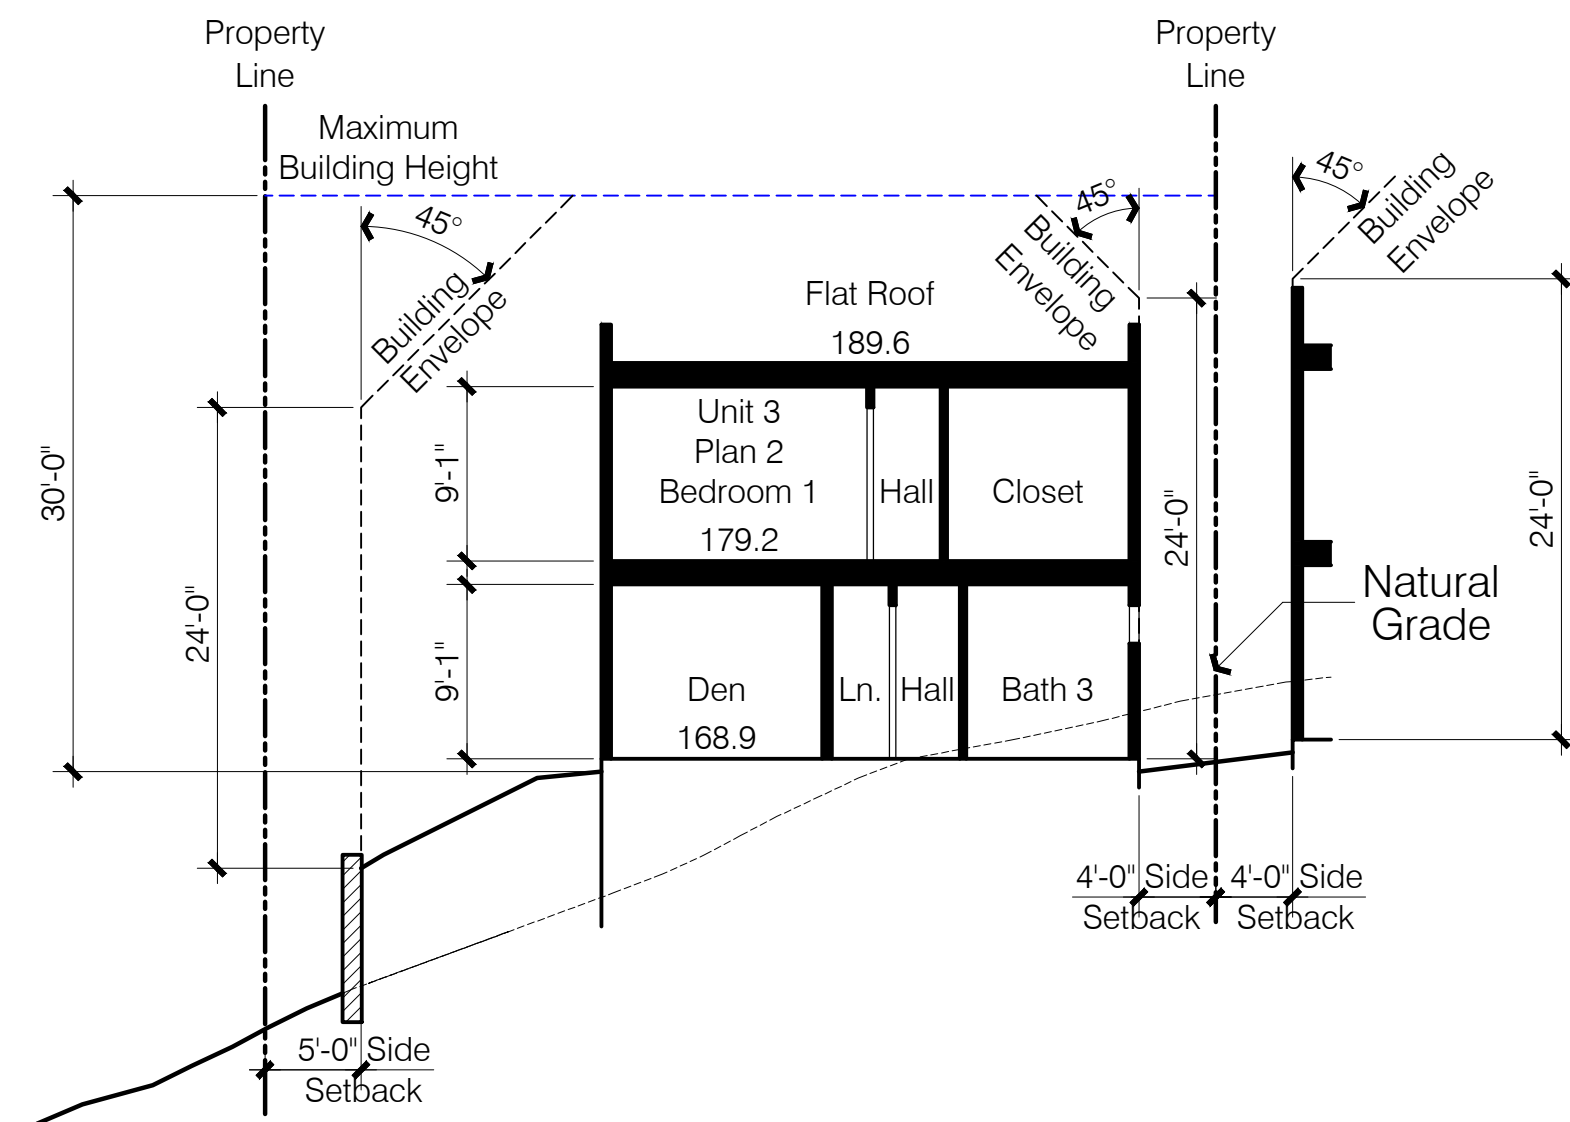 Property
Line
Property
Line
Maximum
Building Height
45°
45°
45°
Building
Envelope
Building
Envelope
Building
Envelope
Flat Roof
189.6
Unit 3
Plan 2
Bedroom 1
179.2
Hall
Closet
9'-1"
30'-0"
24'-0"
24'-0"
24'-0"
Natural
Grade
9'-1"
Den
168.9
Ln.
Hall
Bath 3
4'-0" Side
Setback
4'-0" Side
Setback
5'-0" Side
Setback